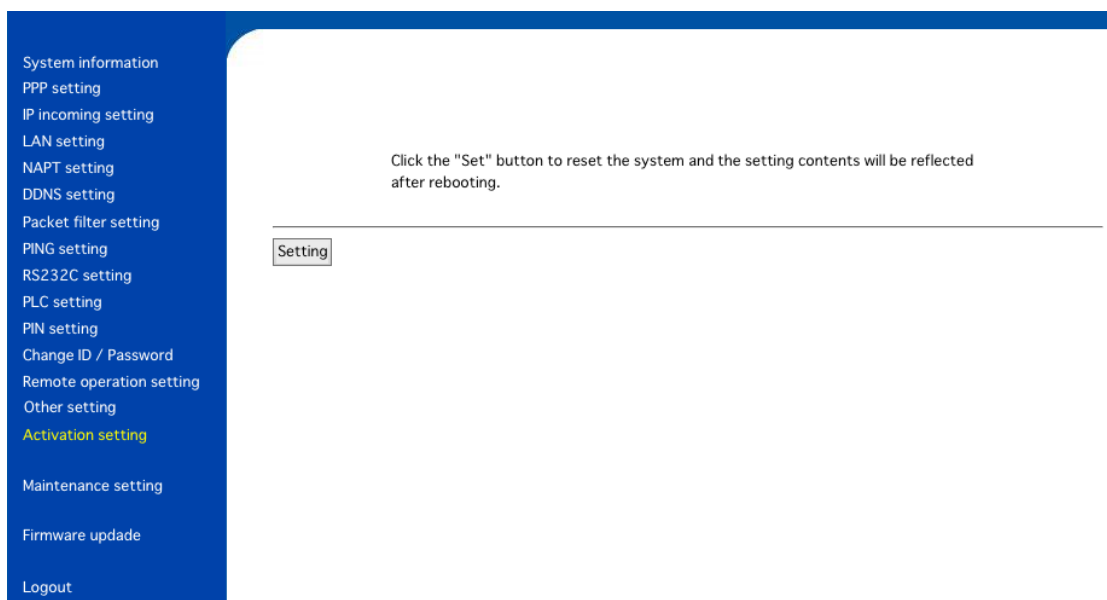 System information
PPP setting
IP incoming setting
LAN setting
NAPT setting
DDNS setting
Packet filter setting
PING setting
RS232C setting
PLC setting
PIN setting
Change ID / Password
Remote operation setting
Other setting
Activation setting
Maintenance setting
Firmware updade
Logout
Click the "Set" button to reset the system and the setting contents will be reflected
after rebooting.
Setting